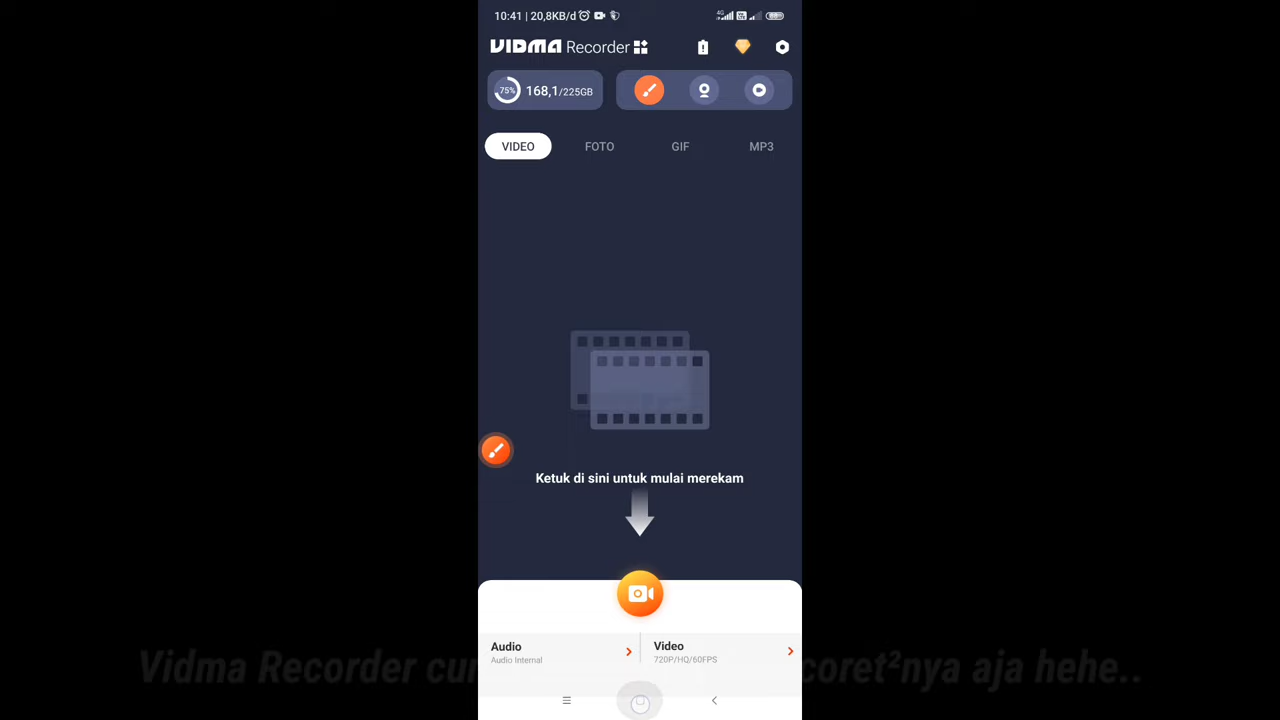 10:41 | 20,8KB/d
4G
VIDMA Recorder
75% 168,1/225GB
VIDEO FOTO GIF MP3
Ketuk di sini untuk mulai merekam
Audio
Audio Internal
Video
720P/HQ/60FPS
Vidma Recorder coret²nya aja hehe..